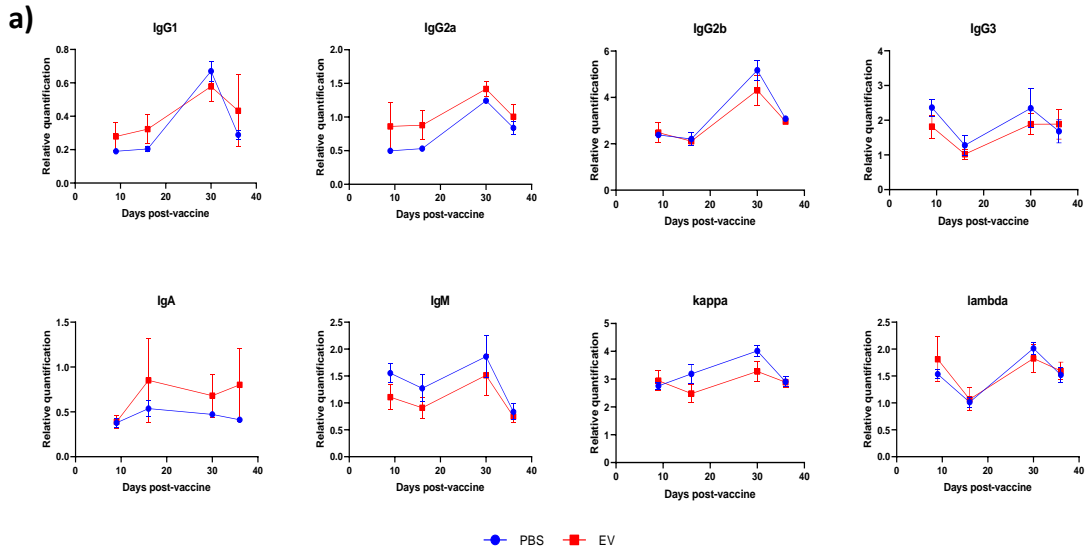 a)
IgG1
IgG2a
IgG2b
IgG3
Relative quantification
0.8
0.6
0.4
0.2
0.0
0 10 20 30 40
Days post-vaccine
Relative quantification
2.0
1.5
1.0
0.5
0.0
0 10 20 30 40
Days post-vaccine
Relative quantification
6
4
2
0
0 10 20 30 40
Days post-vaccine
Relative quantification
4
3
2
1
0
0 10 20 30 40
Days post-vaccine
IgA
IgM
kappa
lambda
Relative quantification
1.5
1.0
0.5
0.0
0 10 20 30 40
Days post-vaccine
Relative quantification
2.5
2.0
1.5
1.0
0.5
0.0
0 10 20 30 40
Days post-vaccine
Relative quantification
5
4
3
2
1
0
0 10 20 30 40
Days post-vaccine
Relative quantification
2.5
2.0
1.5
1.0
0.5
0.0
0 10 20 30 40
Days post-vaccine
PBS EV